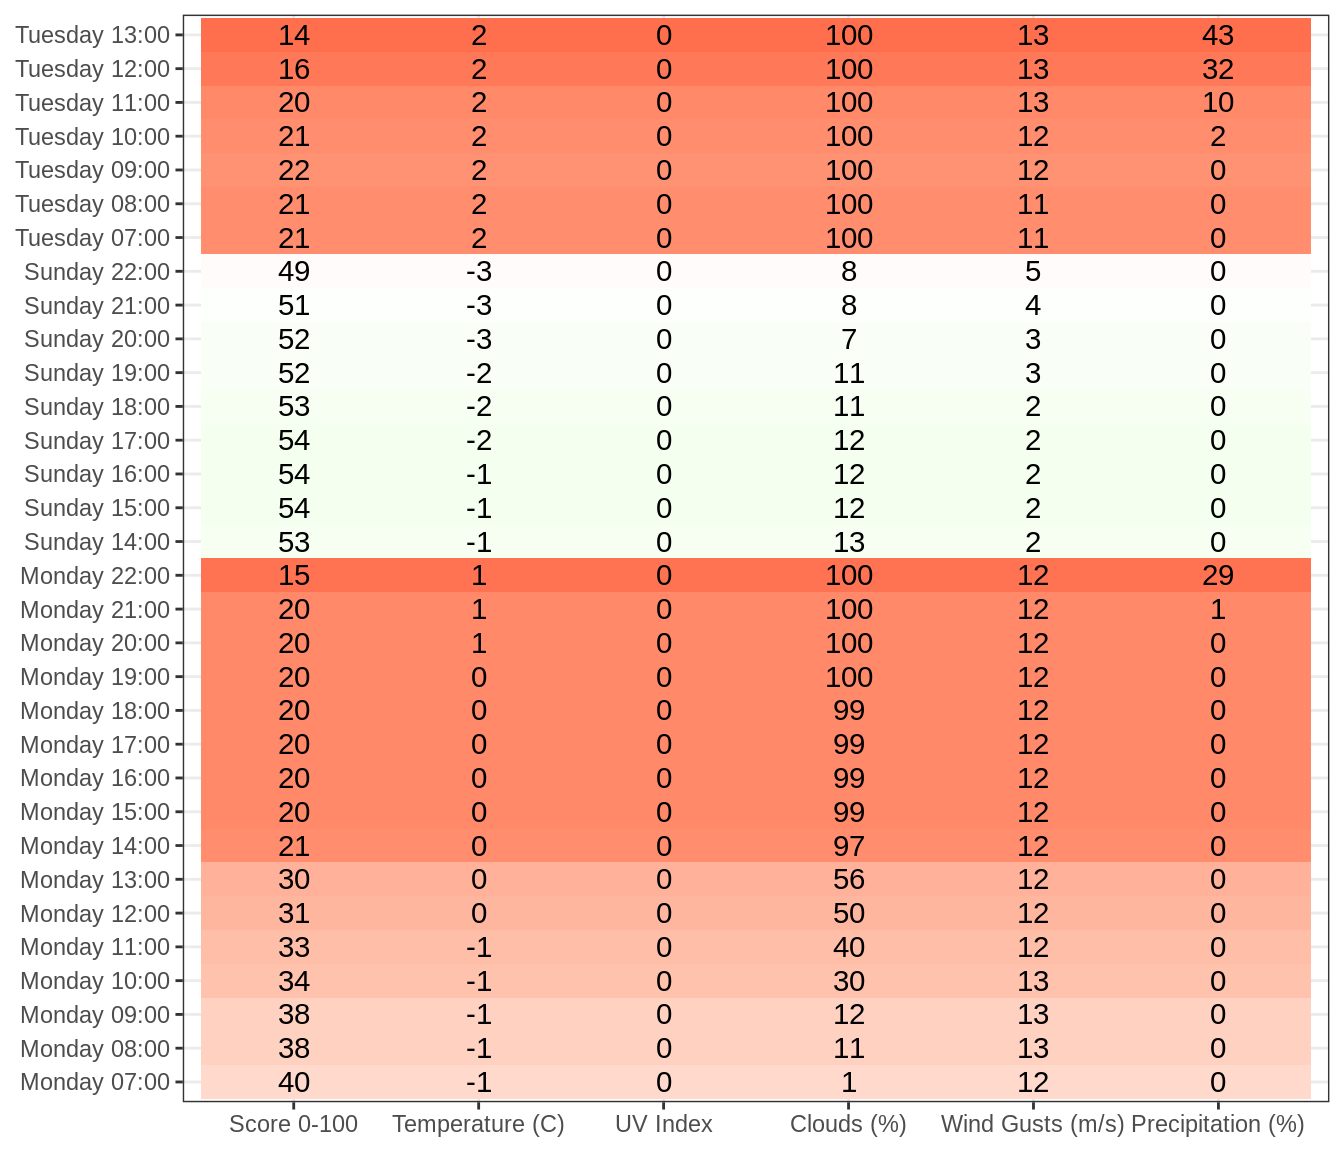 Tuesday 13:00 14 2 0 100 13 43
Tuesday 12:00 16 2 0 100 13 32
Tuesday 11:00 20 2 0 100 13 10
Tuesday 10:00 21 2 0 100 12 2
Tuesday 09:00 22 2 0 100 12 0
Tuesday 08:00 21 2 0 100 11 0
Tuesday 07:00 21 2 0 100 11 0
Sunday 22:00 49 -3 0 8 5 0
Sunday 21:00 51 -3 0 8 4 0
Sunday 20:00 52 -3 0 7 3 0
Sunday 19:00 52 -2 0 11 3 0
Sunday 18:00 53 -2 0 11 2 0
Sunday 17:00 54 -2 0 12 2 0
Sunday 16:00 54 -1 0 12 2 0
Sunday 15:00 54 -1 0 12 2 0
Sunday 14:00 53 -1 0 13 2 0
Monday 22:00 15 1 0 100 12 29
Monday 21:00 20 1 0 100 12 1
Monday 20:00 20 1 0 100 12 0
Monday 19:00 20 0 0 100 12 0
Monday 18:00 20 0 0 99 12 0
Monday 17:00 20 0 0 99 12 0
Monday 16:00 20 0 0 99 12 0
Monday 15:00 20 0 0 99 12 0
Monday 14:00 21 0 0 97 12 0
Monday 13:00 30 0 0 56 12 0
Monday 12:00 31 0 0 50 12 0
Monday 11:00 33 -1 0 40 12 0
Monday 10:00 34 -1 0 30 13 0
Monday 09:00 38 -1 0 12 13 0
Monday 08:00 38 -1 0 11 13 0
Monday 07:00 40 -1 0 1 12 0
Score 0-100 Temperature (C) UV Index Clouds (%) Wind Gusts (m/s) Precipitation (%)